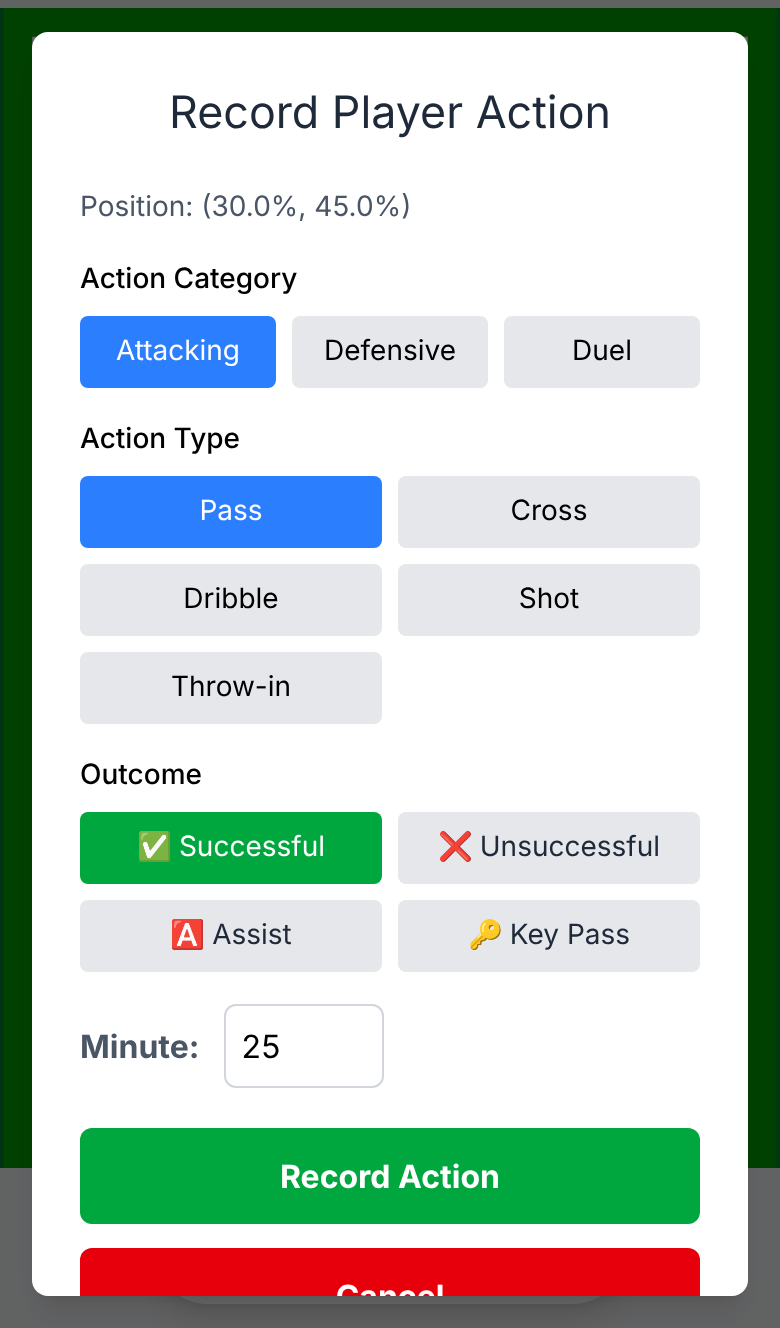 Record Player Action
Position: (30.0%, 45.0%)
Action Category
Attacking Defensive Duel
Action Type
Pass Cross
Dribble Shot
Throw-in
Outcome
✅ Successful ❌ Unsuccessful
🅰️ Assist 🔑 Key Pass
Minute: 25
Record Action
Cancel